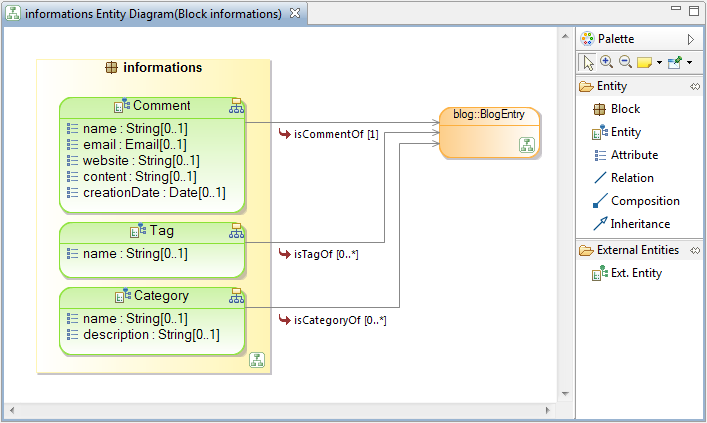 informations Entity Diagram(Block informations)
informations
Comment
name : String[0..1]
email : Email[0..1]
website : String[0..1]
content : String[0..1]
creationDate : Date[0..1]
Tag
name : String[0..1]
Category
name : String[0..1]
description : String[0..1]
isCommentOf [1]
isTagOf [0..*]
isCategoryOf [0..*]
blog::BlogEntry
Palette
Entity
Block
Entity
Attribute
Relation
Composition
Inheritance
External Entities
Ext. Entity